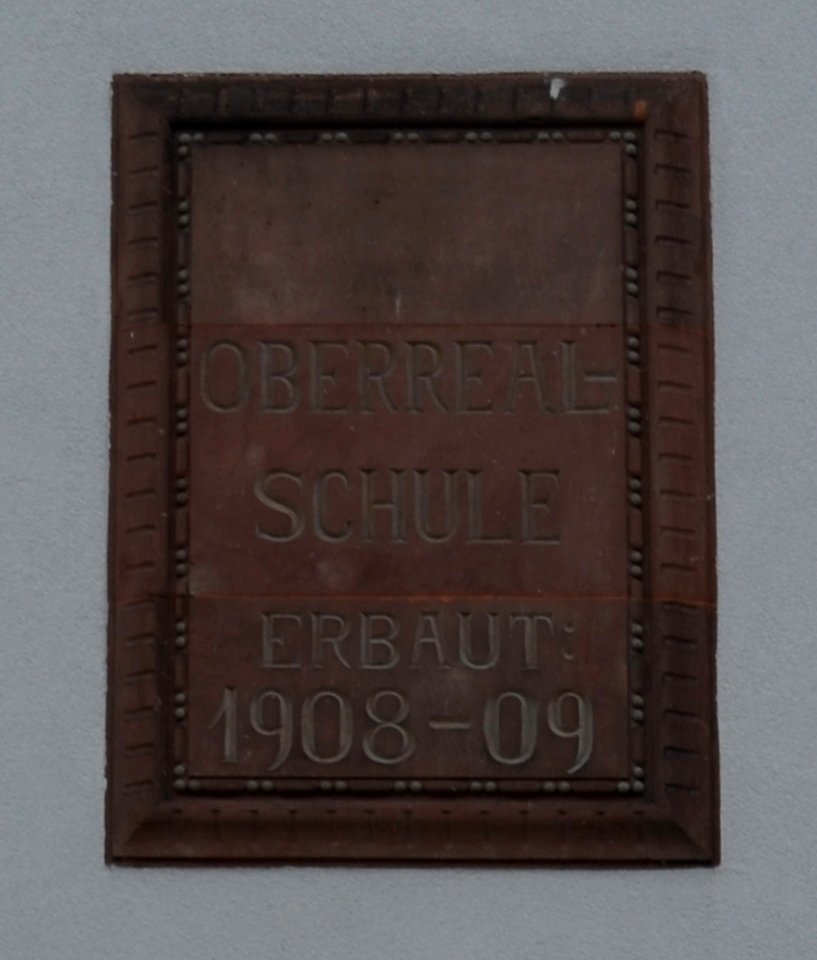 OBERREAL-
SCHULE
ERBAUT:
1908-09